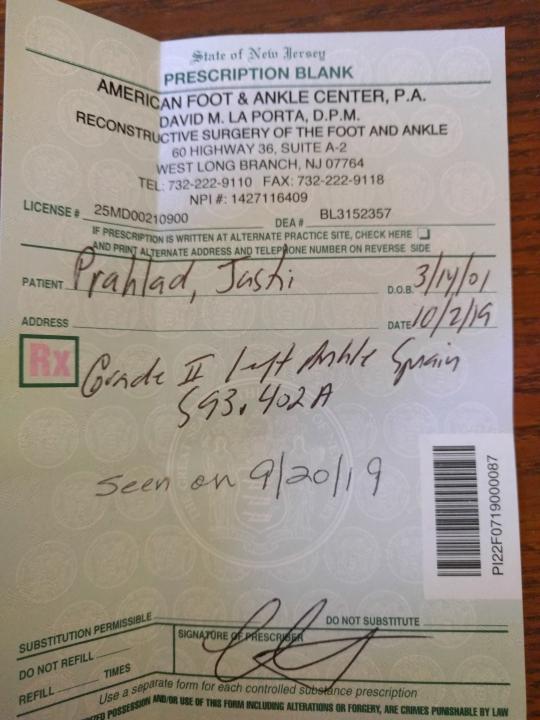 State of New Jersey
PRESCRIPTION BLANK
AMERICAN FOOT & ANKLE CENTER, P.A.
DAVID M. LA PORTA, D.P.M.
RECONSTRUCTIVE SURGERY OF THE FOOT AND ANKLE
60 HIGHWAY 36, SUITE A-2
WEST LONG BRANCH, NJ 07764
TEL: 732-222-9110 FAX: 732-222-9118
NPI #: 1427116409
LICENSE # 25MD00210900 DEA # BL3152357
IF PRESCRIPTION IS WRITTEN AT ALTERNATE PRACTICE SITE, CHECK HERE
AND PRINT ALTERNATE ADDRESS AND TELEPHONE NUMBER ON REVERSE SIDE
PATIENT Prahlad, Jashi D.O.B. 3/14/01
ADDRESS DATE 10/2/19
Rx Grade II left Ankle Sprain
S93.402A
Seen on 9/20/19
PI22F0719000087
SUBSTITUTION PERMISSIBLE DO NOT SUBSTITUTE
SIGNATURE OF PRESCRIBER
DO NOT REFILL
REFILL TIMES
Use a separate form for each controlled substance prescription
POSSESSION AND/OR USE OF THIS FORM INCLUDING ALTERATIONS OR FORGERY, ARE CRIMES PUNISHABLE BY LAW